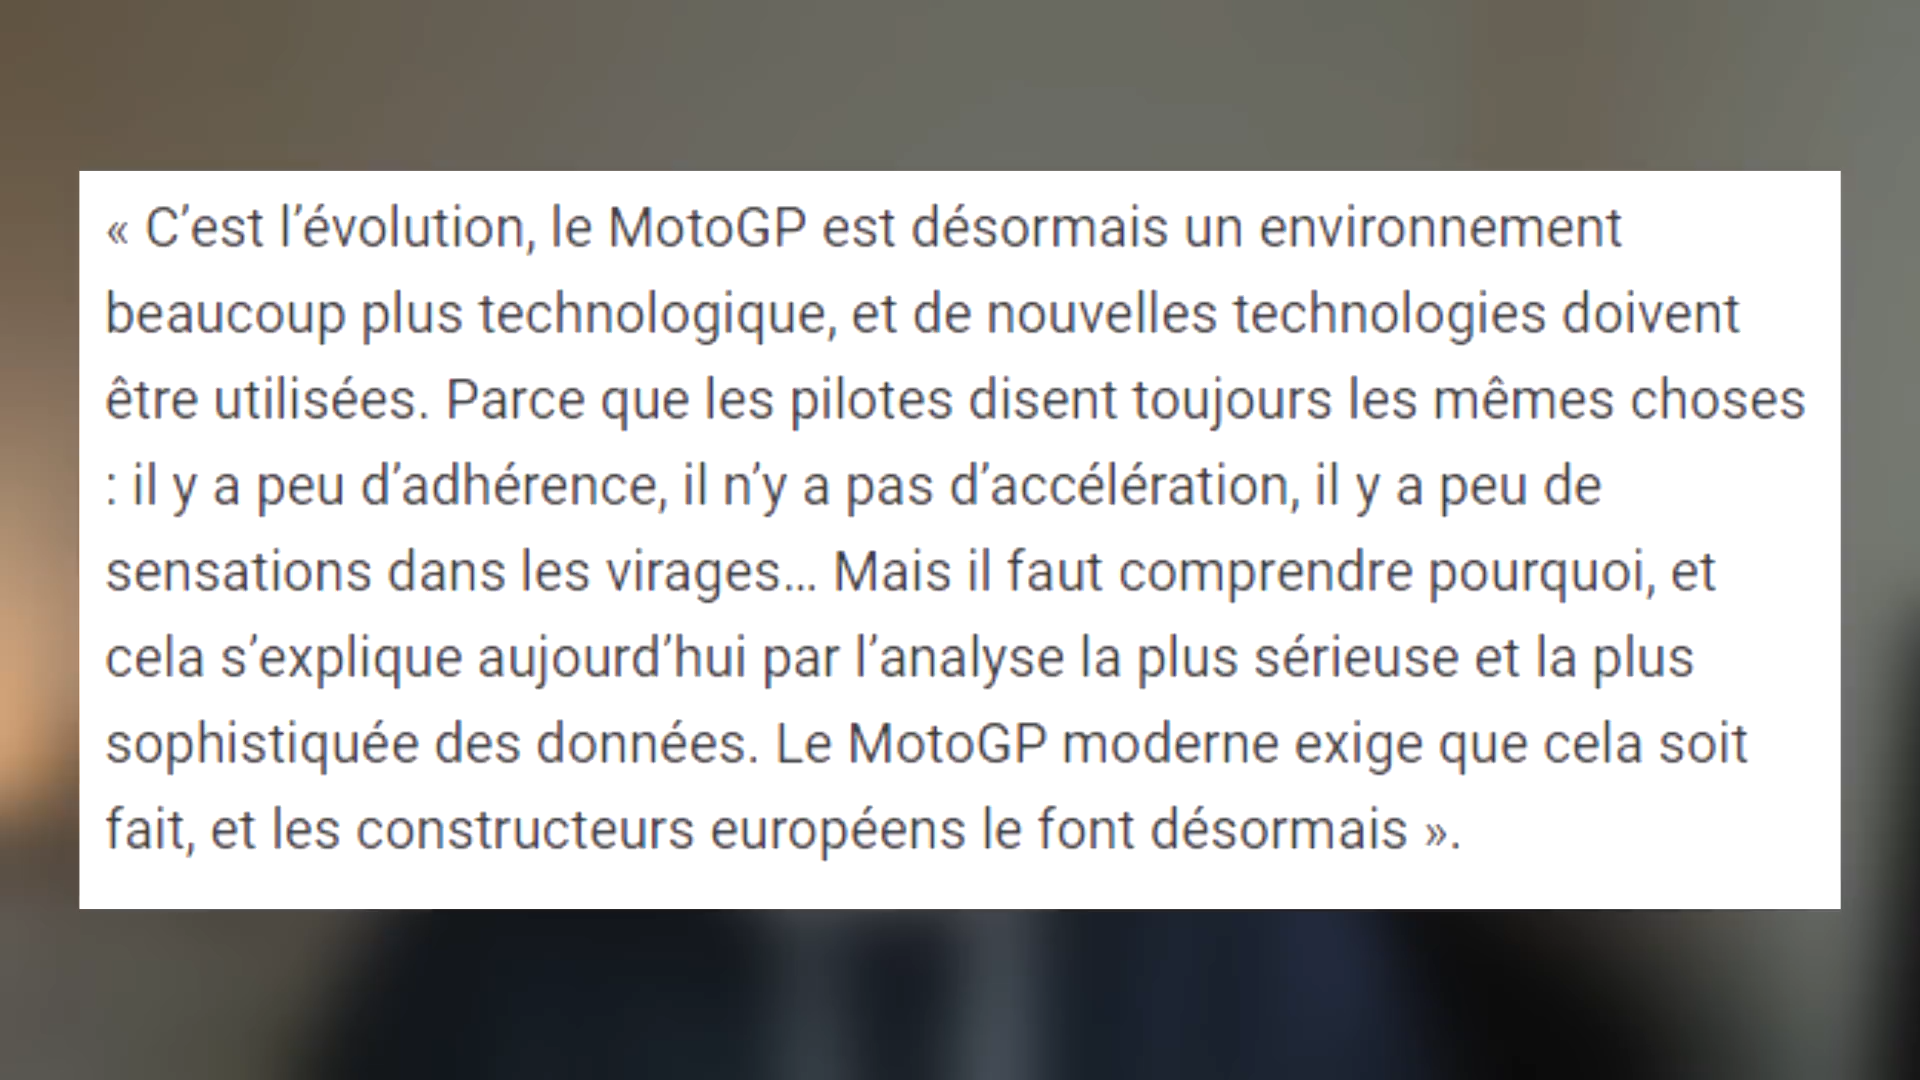 « C’est l’évolution, le MotoGP est désormais un environnement
beaucoup plus technologique, et de nouvelles technologies doivent
être utilisées. Parce que les pilotes disent toujours les mêmes choses
: il y a peu d’adhérence, il n’y a pas d’accélération, il y a peu de
sensations dans les virages… Mais il faut comprendre pourquoi, et
cela s’explique aujourd’hui par l’analyse la plus sérieuse et la plus
sophistiquée des données. Le MotoGP moderne exige que cela soit
fait, et les constructeurs européens le font désormais ».